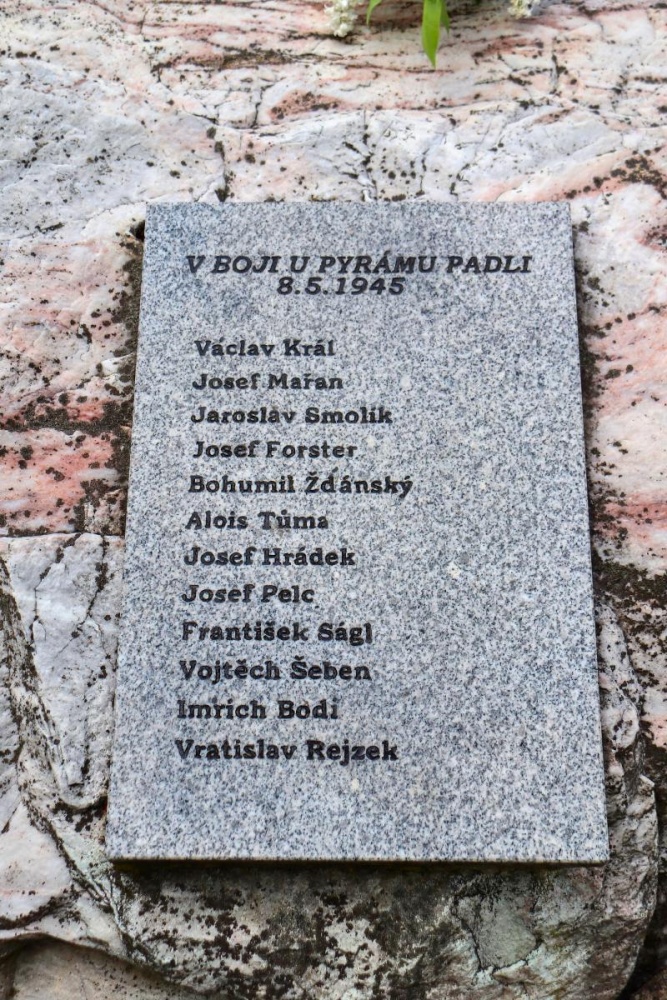 V BOJI U PYRÁMU PADLI
8.5.1945
Václav Král
Josef Mařan
Jaroslav Smolík
Josef Forster
Bohumil Žďánský
Alois Tůma
Josef Hrádek
Josef Pelc
František Ságl
Vojtěch Šeben
Imrich Bodi
Vratislav Rejzek